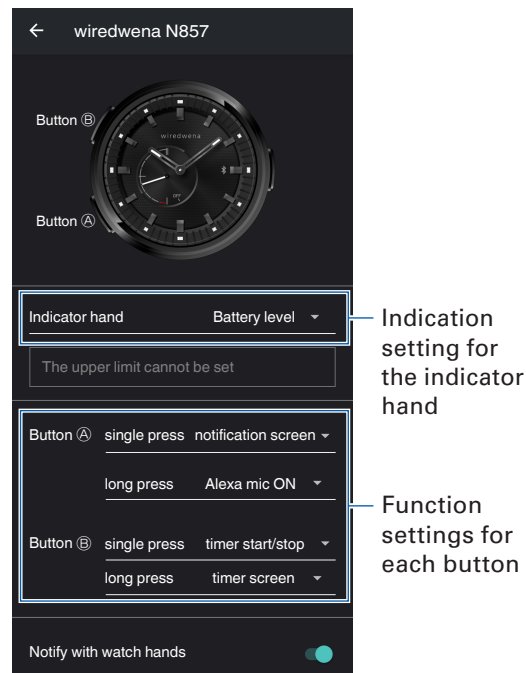 ← wiredwena N857
Button Ⓑ
wiredwena
OFF
Button Ⓐ
Indicator hand Battery level
The upper limit cannot be set
Button Ⓐ single press notification screen
long press Alexa mic ON
Button Ⓑ single press timer start/stop
long press timer screen
Notify with watch hands
Indication
setting for
the indicator
hand
Function
settings for
each button